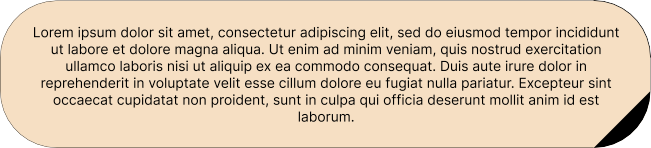 Lorem ipsum dolor sit amet, consectetur adipiscing elit, sed do eiusmod tempor incididunt
ut labore et dolore magna aliqua. Ut enim ad minim veniam, quis nostrud exercitation
ullamco laboris nisi ut aliquip ex ea commodo consequat. Duis aute irure dolor in
reprehenderit in voluptate velit esse cillum dolore eu fugiat nulla pariatur. Excepteur sint
occaecat cupidatat non proident, sunt in culpa qui officia deserunt mollit anim id est
laborum.